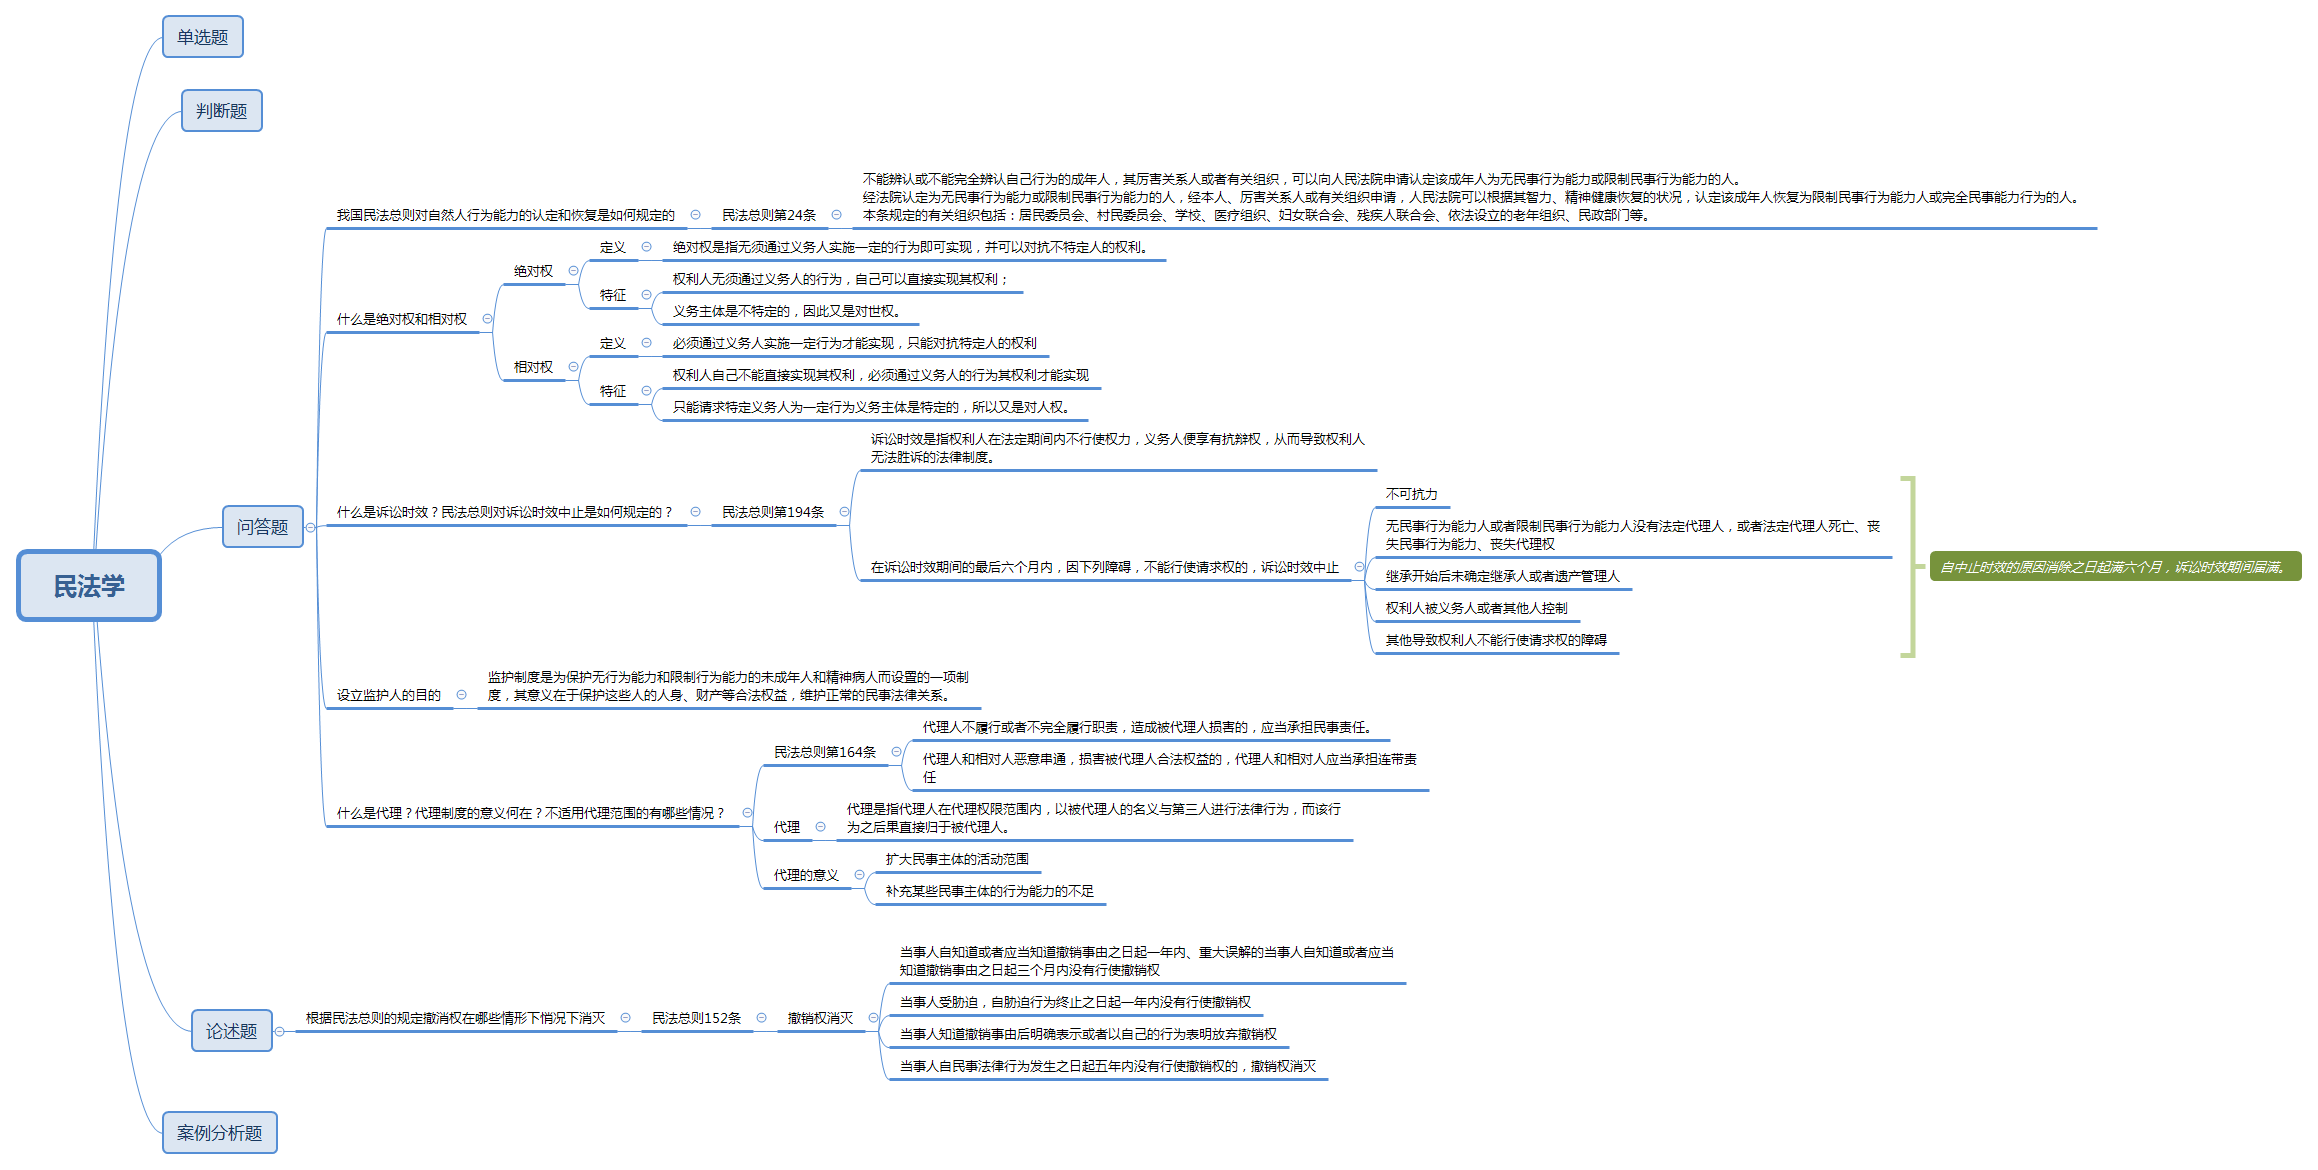 民法学
单选题
判断题
问答题
我国民法总则对自然人行为能力的认定和恢复是如何规定的
民法总则第24条
不能辨认或不能完全辨认自己行为的成年人，其厉害关系人或者有关组织，可以向人民法院申请认定该成年人为无民事行为能力或限制民事行为能力的人。
经法院认定为无民事行为能力或限制民事行为能力的人，经本人、厉害关系人或有关组织申请，人民法院可以根据其智力、精神健康恢复的状况，认定该成年人恢复为限制民事行为能力人或完全民事能力行为的人。
本条规定的有关组织包括：居民委员会、村民委员会、学校、医疗组织、妇女联合会、残疾人联合会、依法设立的老年组织、民政部门等。
什么是绝对权和相对权
绝对权
定义
绝对权是指无须通过义务人实施一定的行为即可实现，并可以对抗不特定人的权利。
特征
权利人无须通过义务人的行为，自己可以直接实现其权利；
义务主体是不特定的，因此又是对世权。
相对权
定义
必须通过义务人实施一定行为才能实现，只能对抗特定人的权利
特征
权利人自己不能直接实现其权利，必须通过义务人的行为其权利才能实现
只能请求特定义务人为一定行为义务主体是特定的，所以又是对人权。
什么是诉讼时效？民法总则对诉讼时效中止是如何规定的？
民法总则第194条
诉讼时效是指权利人在法定期间内不行使权力，义务人便享有抗辩权，从而导致权利人
无法胜诉的法律制度。
在诉讼时效期间的最后六个月内，因下列障碍，不能行使请求权的，诉讼时效中止
不可抗力
无民事行为能力人或者限制民事行为能力人没有法定代理人，或者法定代理人死亡、丧
失民事行为能力、丧失代理权
继承开始后未确定继承人或者遗产管理人
权利人被义务人或者其他人控制
其他导致权利人不能行使请求权的障碍
自中止时效的原因消除之日起满六个月，诉讼时效期间届满。
设立监护人的目的
监护制度是为保护无行为能力和限制行为能力的未成年人和精神病人而设置的一项制
度，其意义在于保护这些人的人身、财产等合法权益，维护正常的民事法律关系。
什么是代理？代理制度的意义何在？不适用代理范围的有哪些情况？
民法总则第164条
代理人不履行或者不完全履行职责，造成被代理人损害的，应当承担民事责任。
代理人和相对人恶意串通，损害被代理人合法权益的，代理人和相对人应当承担连带责
任
代理
代理是指代理人在代理权限范围内，以被代理人的名义与第三人进行法律行为，而该行
为之后果直接归于被代理人。
代理的意义
扩大民事主体的活动范围
补充某些民事主体的行为能力的不足
论述题
根据民法总则的规定撤消权在哪些情形下悄况下消灭
民法总则152条
撤销权消灭
当事人自知道或者应当知道撤销事由之日起一年内、重大误解的当事人自知道或者应当
知道撤销事由之日起三个月内没有行使撤销权
当事人受胁迫，自胁迫行为终止之日起一年内没有行使撤销权
当事人知道撤销事由后明确表示或者以自己的行为表明放弃撤销权
当事人自民事法律行为发生之日起五年内没有行使撤销权的，撤销权消灭
案例分析题